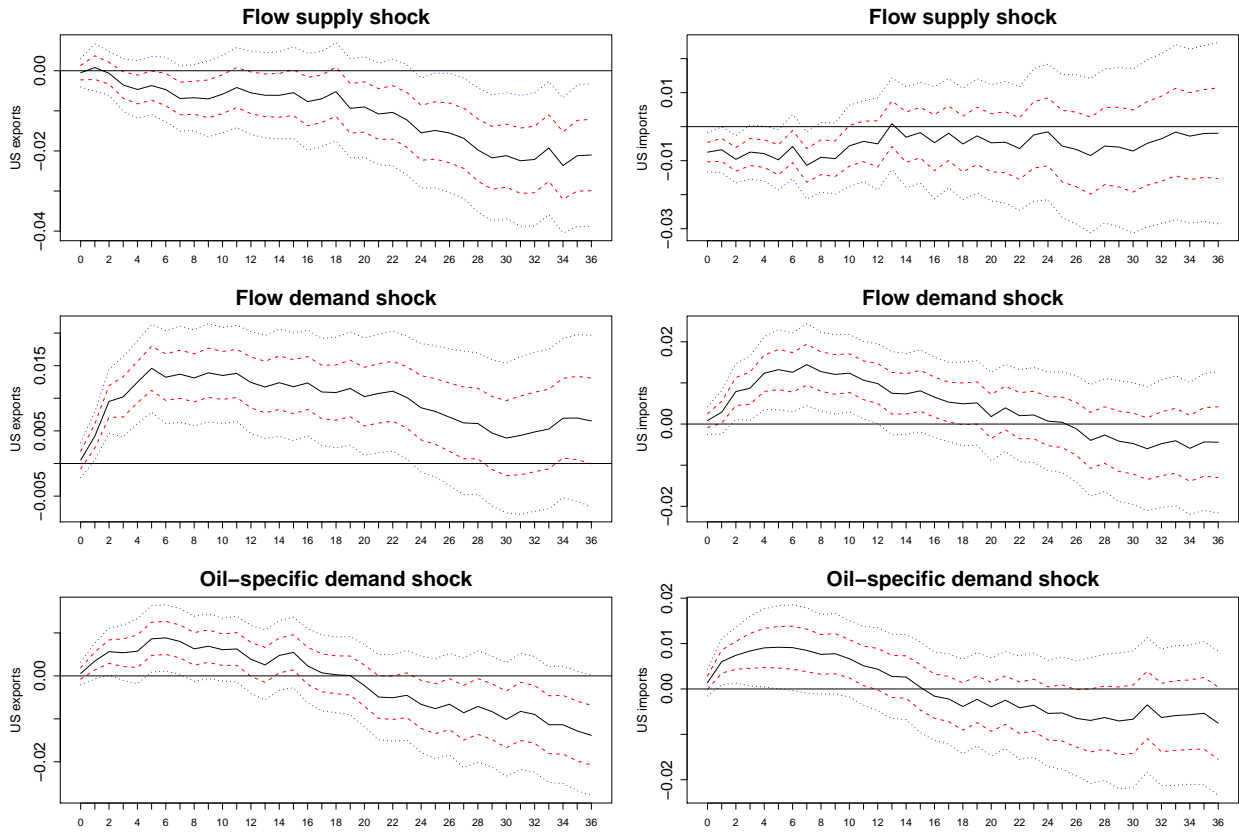 Flow supply shock
US exports
0.00
−0.02
−0.04
0 2 4 6 8 10 12 14 16 18 20 22 24 26 28 30 32 34 36
Flow supply shock
US imports
0.01
−0.01
−0.03
0 2 4 6 8 10 12 14 16 18 20 22 24 26 28 30 32 34 36
Flow demand shock
US exports
0.015
0.005
−0.005
0 2 4 6 8 10 12 14 16 18 20 22 24 26 28 30 32 34 36
Flow demand shock
US imports
0.02
0.00
−0.02
0 2 4 6 8 10 12 14 16 18 20 22 24 26 28 30 32 34 36
Oil−specific demand shock
US exports
0.00
−0.02
0 2 4 6 8 10 12 14 16 18 20 22 24 26 28 30 32 34 36
Oil−specific demand shock
US imports
0.02
0.01
0.00
−0.02
0 2 4 6 8 10 12 14 16 18 20 22 24 26 28 30 32 34 36